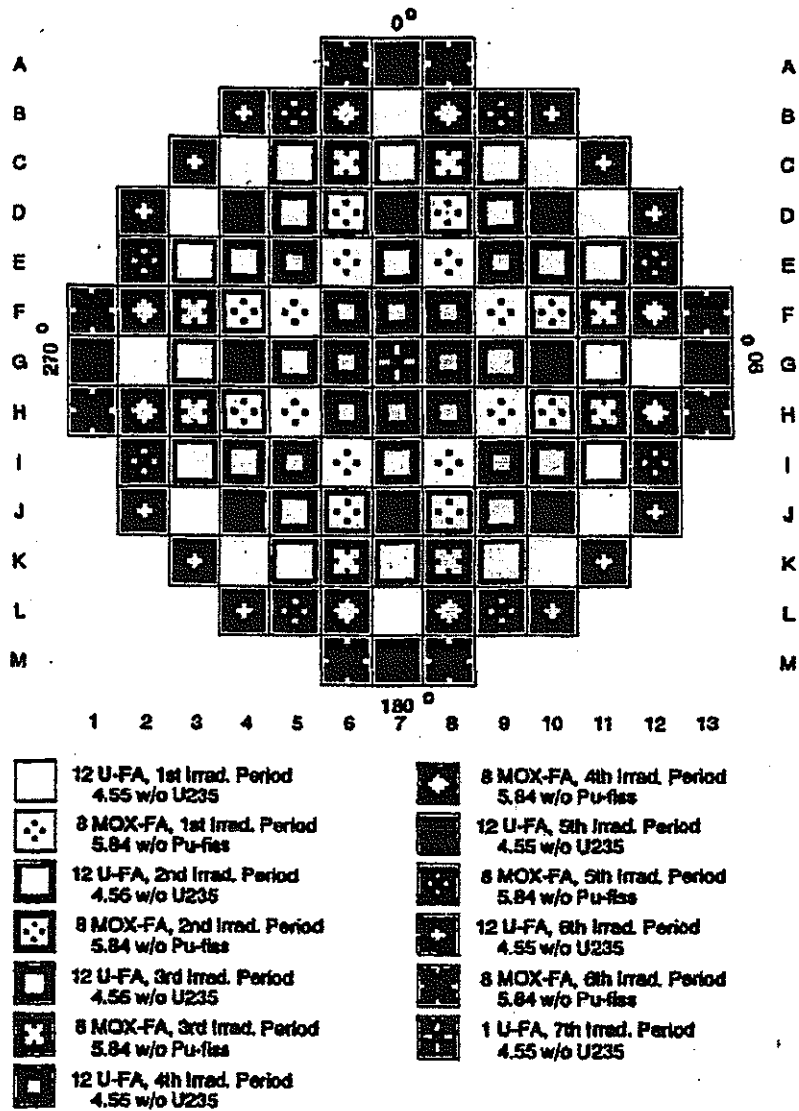 0°
A A
B B
C C
D D
E E
F F
270° G G 90°
H H
I I
J J
K K
L L
M M
180°
1 2 3 4 5 6 7 8 9 10 11 12 13
12 U-FA, 1st Irrad. Period
4.55 w/o U235
8 MOX-FA, 1st Irrad. Period
5.84 w/o Pu-fiss
12 U-FA, 2nd Irrad. Period
4.55 w/o U235
8 MOX-FA, 2nd Irrad. Period
5.84 w/o Pu-fiss
12 U-FA, 3rd Irrad. Period
4.55 w/o U235
8 MOX-FA, 3rd Irrad. Period
5.84 w/o Pu-fiss
12 U-FA, 4th Irrad. Period
4.55 w/o U235
8 MOX-FA, 4th Irrad. Period
5.84 w/o Pu-fiss
12 U-FA, 5th Irrad. Period
4.55 w/o U235
8 MOX-FA, 5th Irrad. Period
5.84 w/o Pu-fiss
12 U-FA, 6th Irrad. Period
4.55 w/o U235
8 MOX-FA, 6th Irrad. Period
5.84 w/o Pu-fiss
1 U-FA, 7th Irrad. Period
4.55 w/o U235